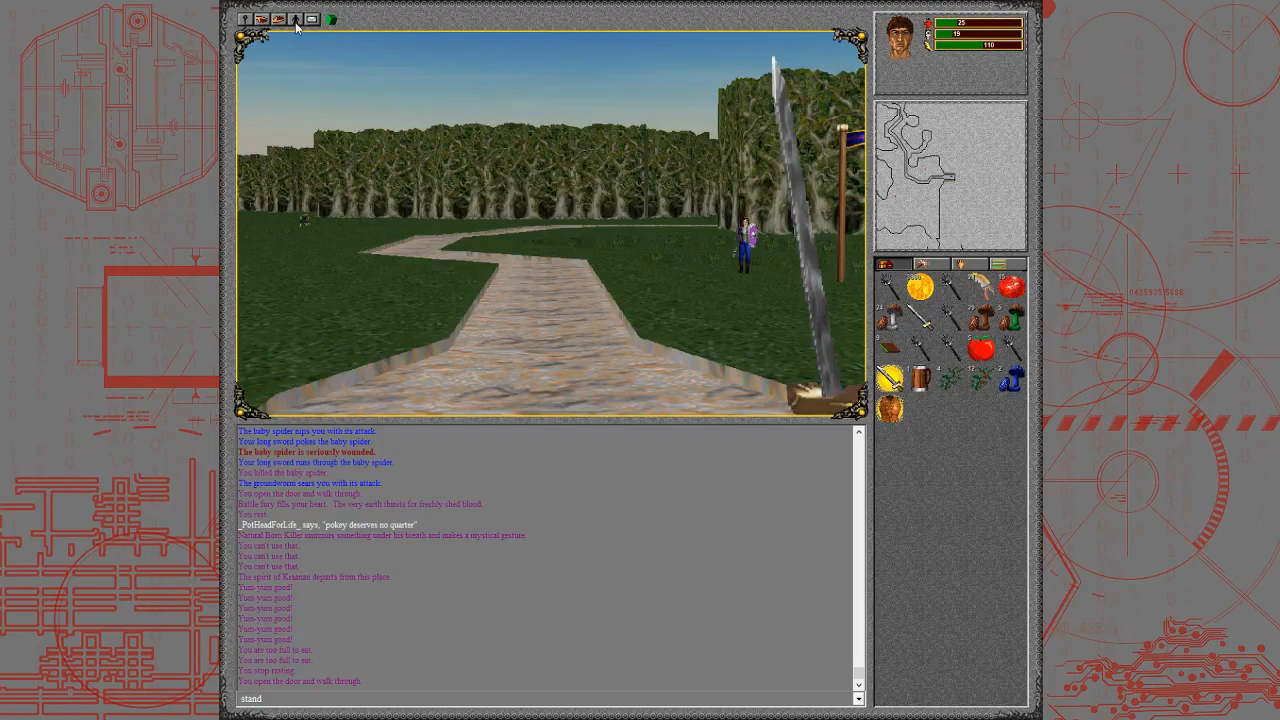 25
19
110
The baby spider nips you with its attack.
Your long sword pokes the baby spider.
The baby spider is seriously wounded.
Your long sword runs through the baby spider.
You killed the baby spider.
The groundworm sears you with its attack.
You open the door and walk through.
Battle fury fills your heart.  The very earth thirsts for freshly shed blood.
You rest.
_PotHeadForLife_ says, "pokey deserves no quarter"
Natural Born Killer murmurs something under his breath and makes a mystical gesture.
You can't use that.
You can't use that.
You can't use that.
The spirit of Kraanan departs from this place.
Yum-yum good!
Yum-yum good!
Yum-yum good!
Yum-yum good!
Yum-yum good!
Yum-yum good!
You are too full to eat.
You are too full to eat.
You stop resting.
You open the door and walk through.
stand